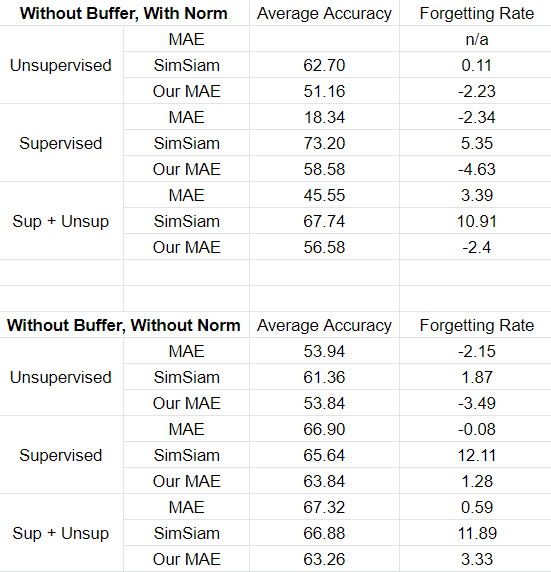 Without Buffer, With Norm Average Accuracy Forgetting Rate
MAE n/a
Unsupervised SimSiam 62.70 0.11
Our MAE 51.16 -2.23
MAE 18.34 -2.34
Supervised SimSiam 73.20 5.35
Our MAE 58.58 -4.63
MAE 45.55 3.39
Sup + Unsup SimSiam 67.74 10.91
Our MAE 56.58 -2.4
Without Buffer, Without Norm Average Accuracy Forgetting Rate
MAE 53.94 -2.15
Unsupervised SimSiam 61.36 1.87
Our MAE 53.84 -3.49
MAE 66.90 -0.08
Supervised SimSiam 65.64 12.11
Our MAE 63.84 1.28
MAE 67.32 0.59
Sup + Unsup SimSiam 66.88 11.89
Our MAE 63.26 3.33